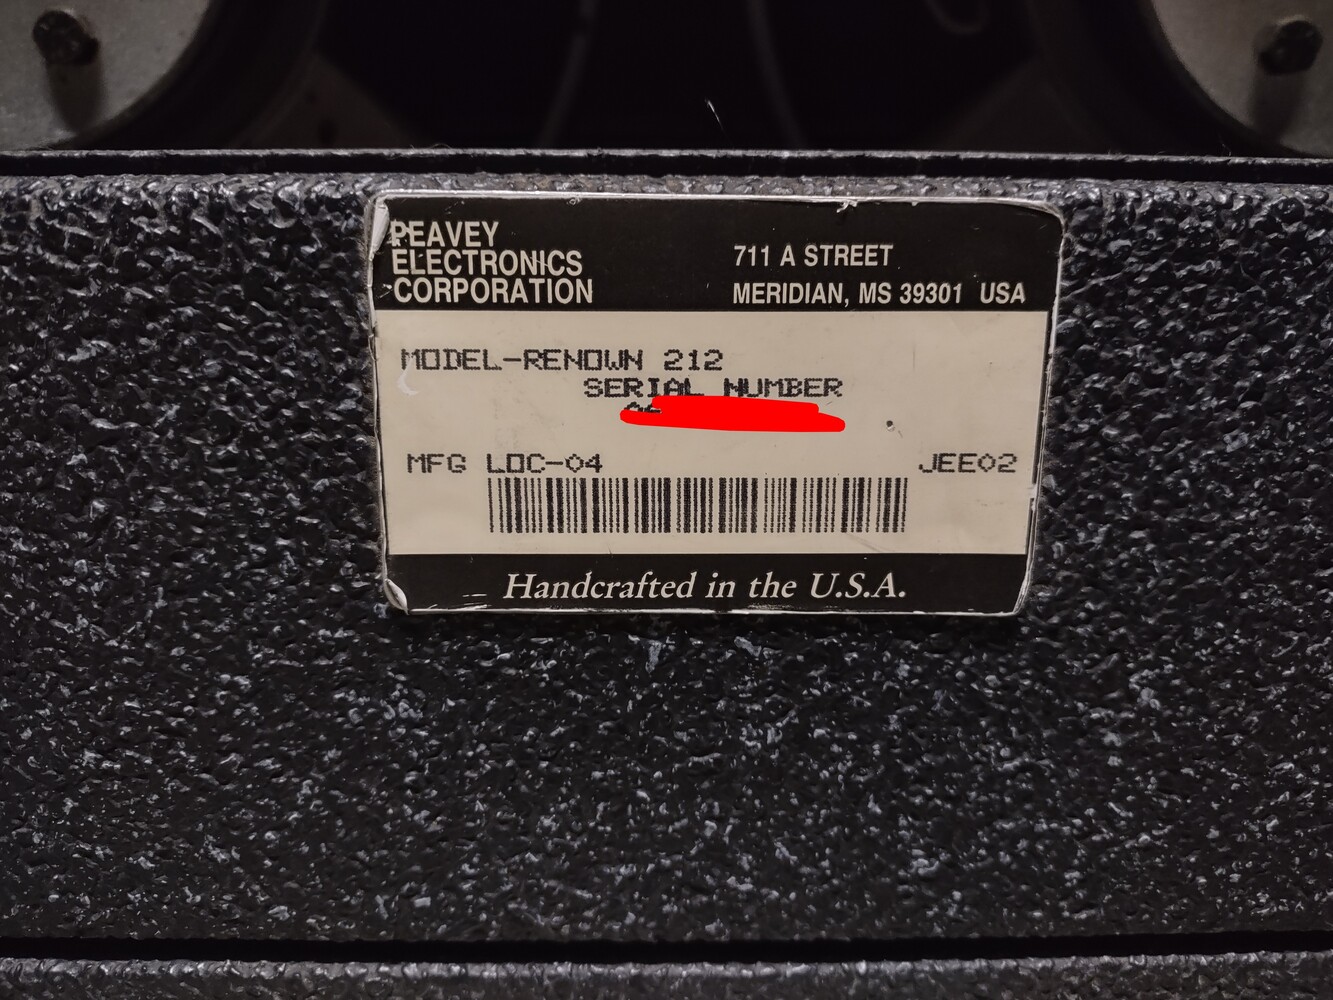 PEAVEY
ELECTRONICS
CORPORATION
711 A STREET
MERIDIAN, MS 39301 USA
MODEL-RENOWN 212
SERIAL NUMBER
MFG LOC-04
JEE02
Handcrafted in the U.S.A.